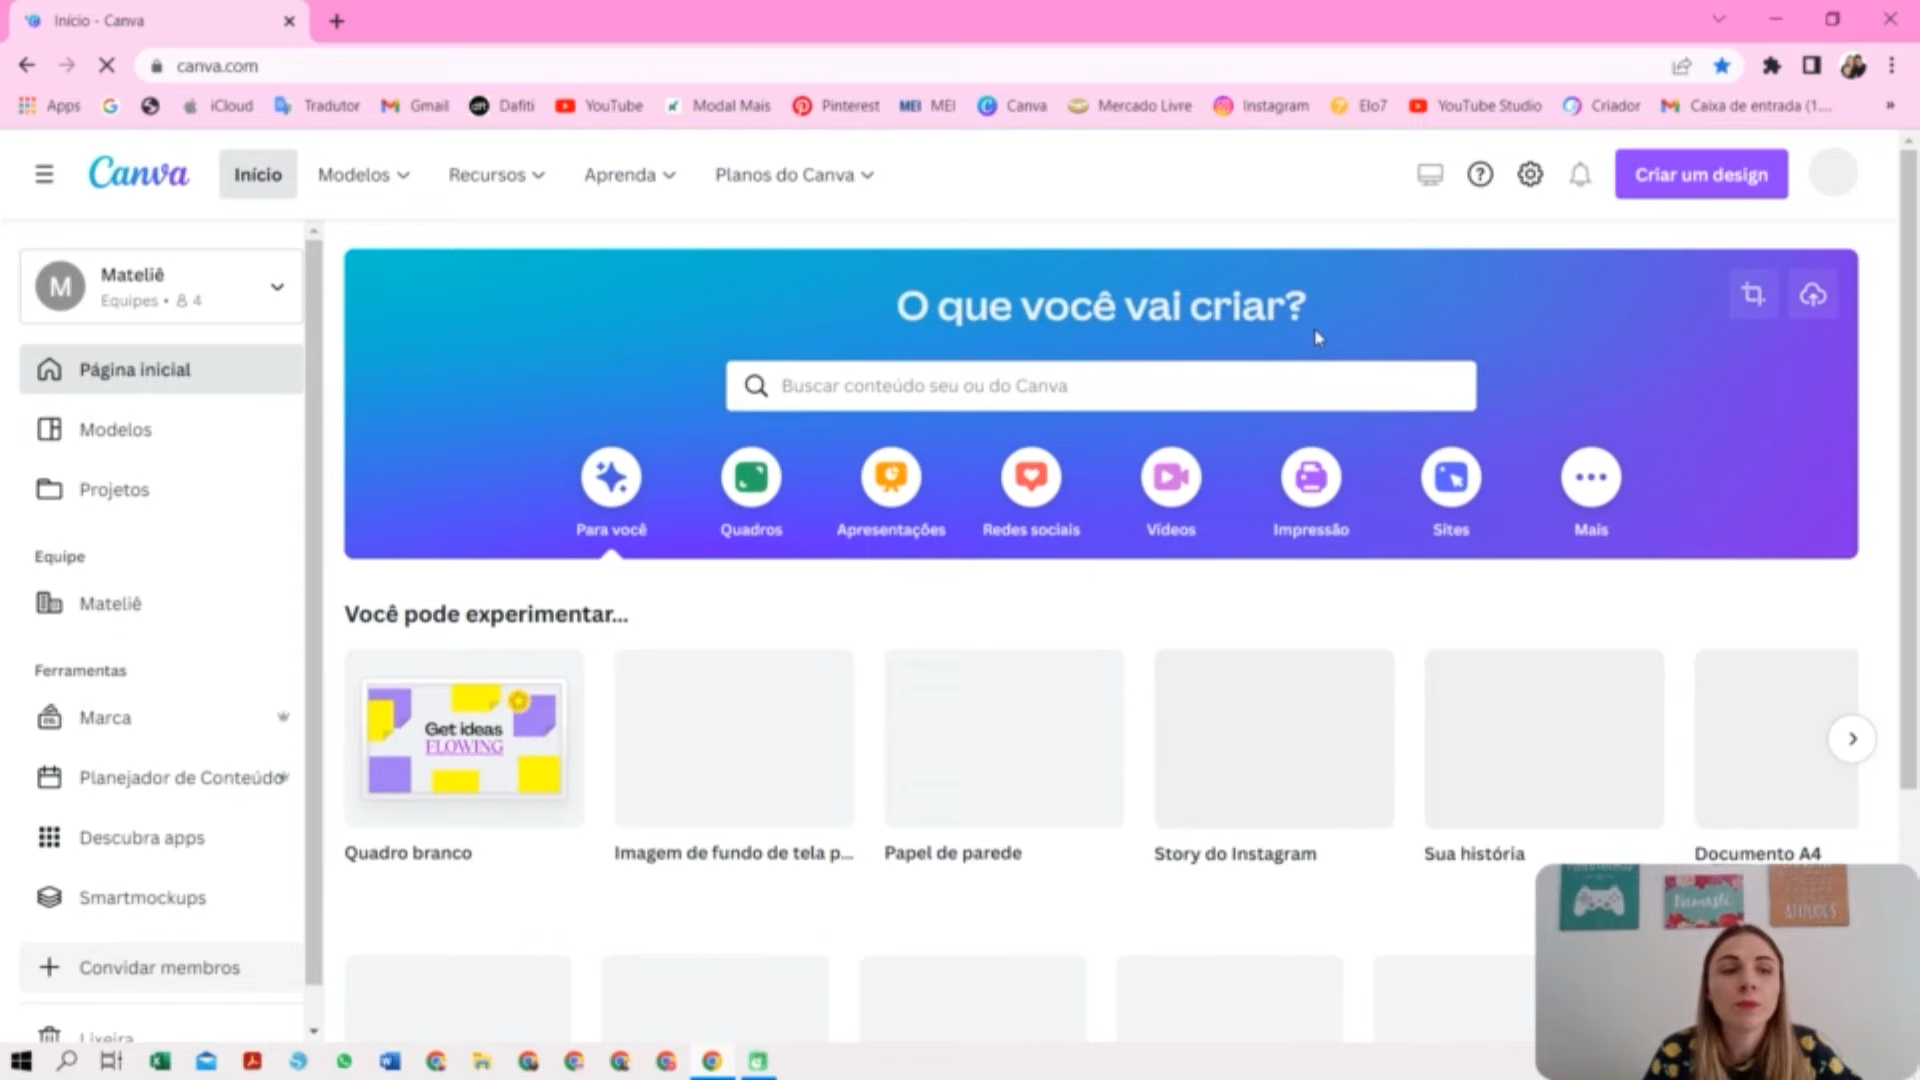 Início - Canva
canva.com
Apps
iCloud
Tradutor
Gmail
Dafiti
YouTube
Modal Mais
Pinterest
MEI MEI
Canva
Mercado Livre
Instagram
Elo7
YouTube Studio
Criador
Caixa de entrada (1....
Canva
Início
Modelos
Recursos
Aprenda
Planos do Canva
Criar um design
M
Mateliê
Equipes • 4
Página inicial
Modelos
Projetos
Equipe
Mateliê
Ferramentas
Marca
Planejador de Conteúdo
Descubra apps
Smartmockups
Convidar membros
Lixeira
O que você vai criar?
Buscar conteúdo seu ou do Canva
Para você
Quadros
Apresentações
Redes sociais
Vídeos
Impressão
Sites
Mais
Você pode experimentar...
Get ideas
FLOWING
Quadro branco
Imagem de fundo de tela p...
Papel de parede
Story do Instagram
Sua história
Documento A4
Namastê